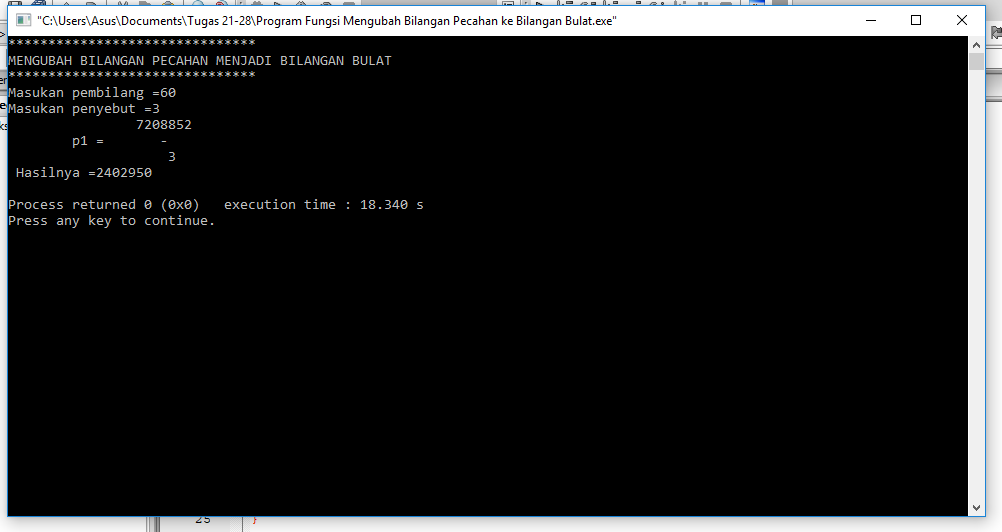 "C:\Users\Asus\Documents\Tugas 21-28\Program Fungsi Mengubah Bilangan Pecahan ke Bilangan Bulat.exe"
*******************************
MENGUBAH BILANGAN PECAHAN MENJADI BILANGAN BULAT
*******************************
Masukan pembilang =60
Masukan penyebut =3
7208852
p1 = -
3
Hasilnya =2402950
Process returned 0 (0x0) execution time : 18.340 s
Press any key to continue.
25 }